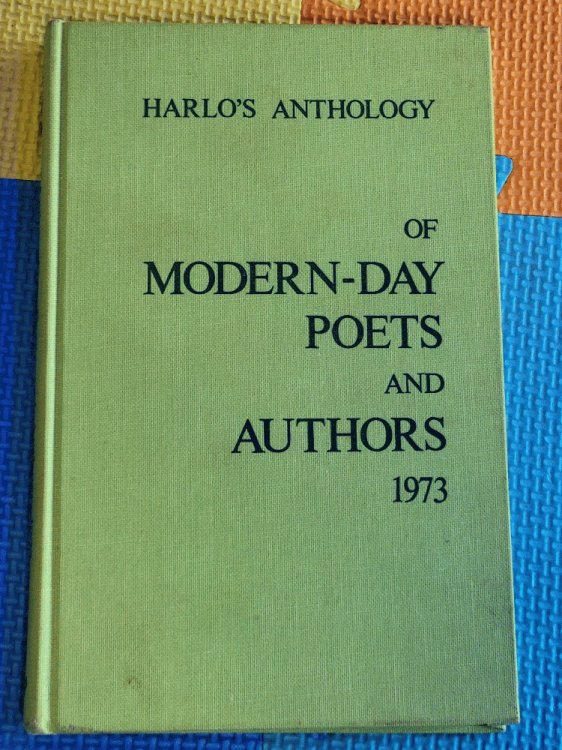 HARLO'S ANTHOLOGY
OF
MODERN-DAY
POETS
AND
AUTHORS
1973